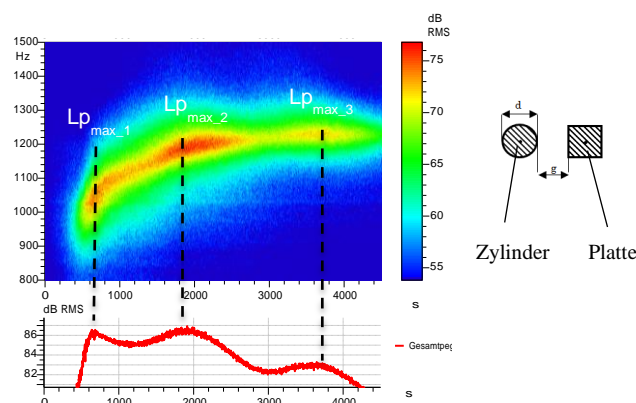 dB
RMS
1500
Hz
1400
1300
1200
1100
1000
900
800
Lp
max_1
Lp
max_2
Lp
max_3
0
1000
2000
3000
4000
s
75
70
65
60
55
d
g
Zylinder
Platte
dB RMS
86
84
82
0
1000
2000
3000
4000
s
Gesamtpeg